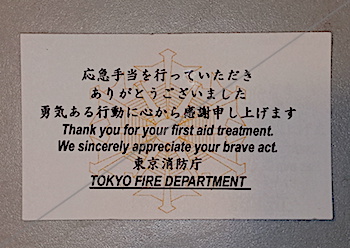 応急手当を行っていただき
ありがとうございました
勇気ある行動に心から感謝申し上げます
Thank you for your first aid treatment.
We sincerely appreciate your brave act.
東京消防庁
TOKYO FIRE DEPARTMENT